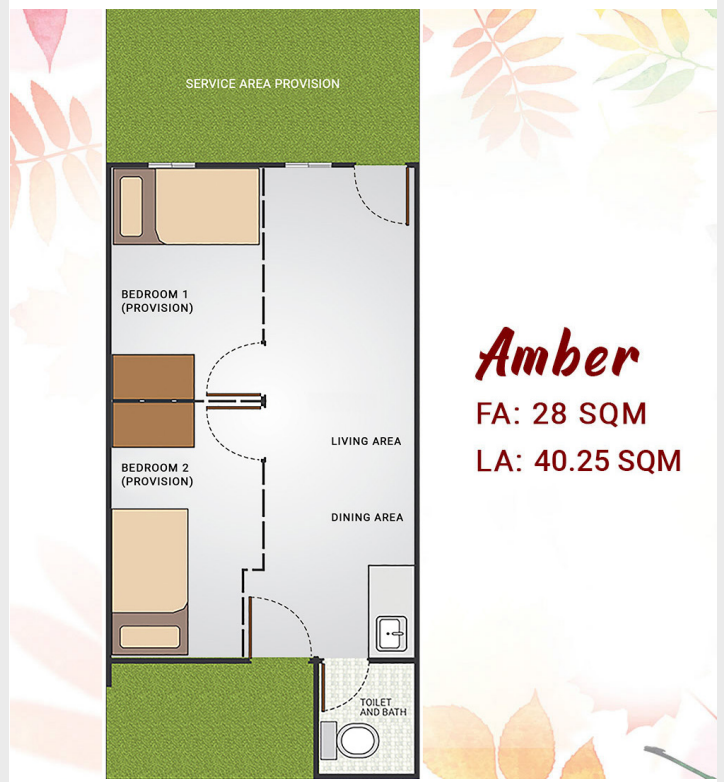 SERVICE AREA PROVISION
BEDROOM 1
(PROVISION)
Amber
FA: 28 SQM
LA: 40.25 SQM
LIVING AREA
BEDROOM 2
(PROVISION)
DINING AREA
TOILET
AND BATH